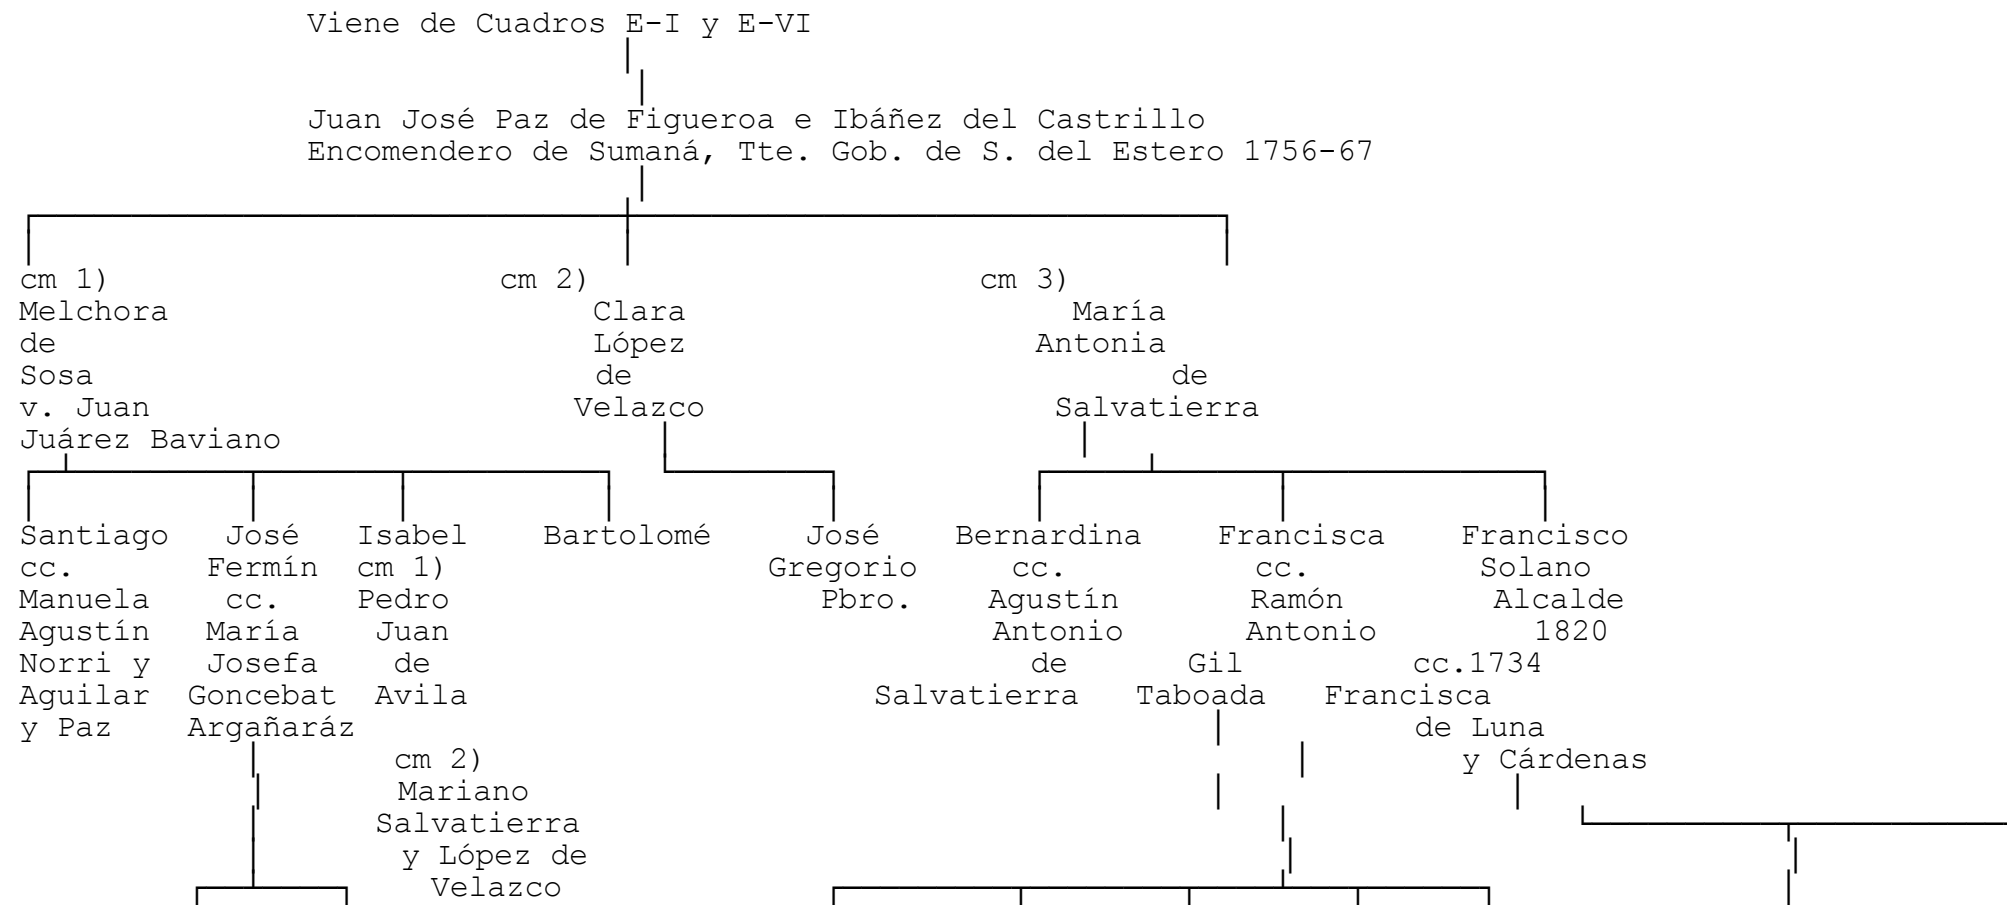 Viene de Cuadros E-I y E-VI
Juan José Paz de Figueroa e Ibáñez del Castrillo
Encomendero de Sumaná, Tte. Gob. de S. del Estero 1756-67
cm 1) cm 2) cm 3)
Melchora Clara María
de López Antonia
Sosa de de
v. Juan Velazco Salvatierra
Juárez Baviano
Santiago José Isabel Bartolomé José Bernardina Francisca Francisco
cc. Fermín cm 1) Gregorio cc. cc. Solano
Manuela cc. Pedro Pbro. Agustín Ramón Alcalde
Agustín María Juan Antonio Antonio 1820
Norri y Josefa de de Gil cc.1734
Aguilar Goncebat Avila Salvatierra Taboada Francisca
y Paz Argañaráz de Luna
cm 2) y Cárdenas
Mariano
Salvatierra
y López de
Velazco